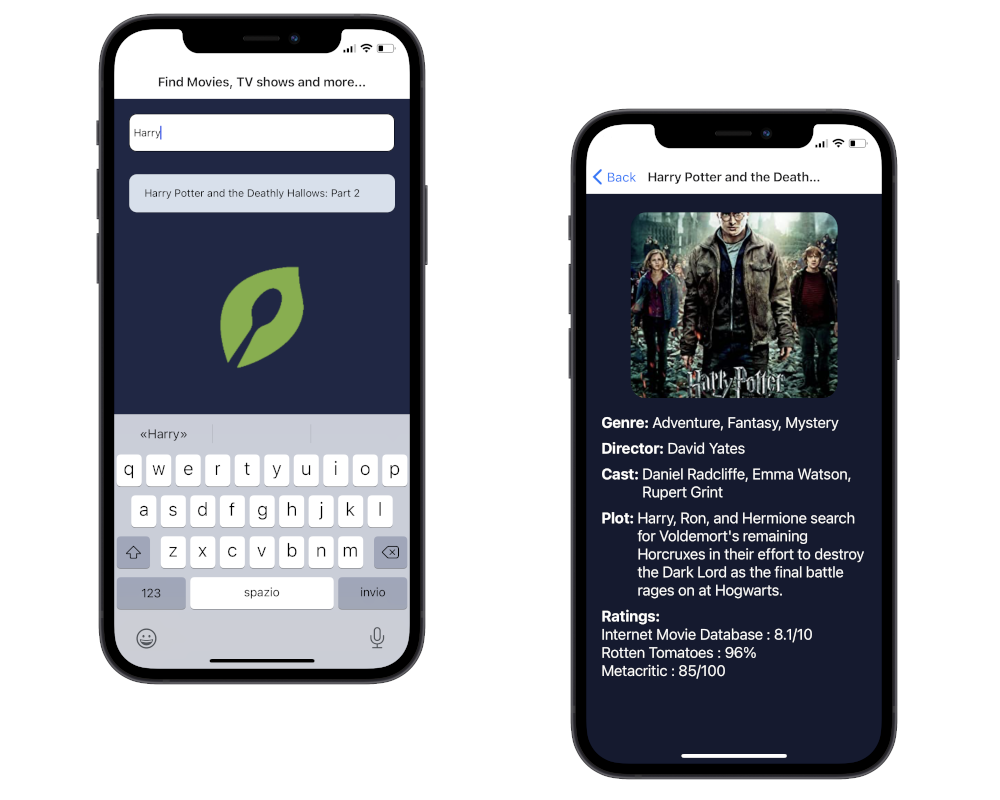 Find Movies, TV shows and more...
Harry
Harry Potter and the Deathly Hallows: Part 2
«Harry»
q w e r t y u i o p
a s d f g h j k l
z x c v b n m
123 spazio invio
Back Harry Potter and the Death...
Harry Potter
Genre: Adventure, Fantasy, Mystery
Director: David Yates
Cast: Daniel Radcliffe, Emma Watson,
Rupert Grint
Plot: Harry, Ron, and Hermione search
for Voldemort's remaining
Horcruxes in their effort to destroy
the Dark Lord as the final battle
rages on at Hogwarts.
Ratings:
Internet Movie Database : 8.1/10
Rotten Tomatoes : 96%
Metacritic : 85/100